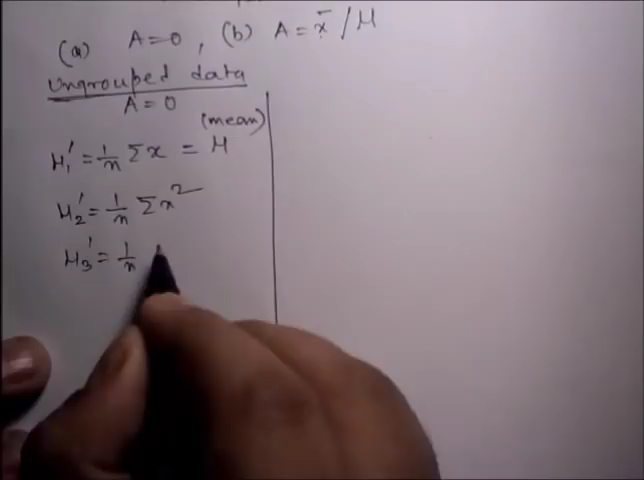 (a) A=0, (b) A = x̄ / μ
Ungrouped data
A = 0
(mean)
μ₁' = 1/n Σx = μ
μ₂' = 1/n Σx²
μ₃' = 1/n